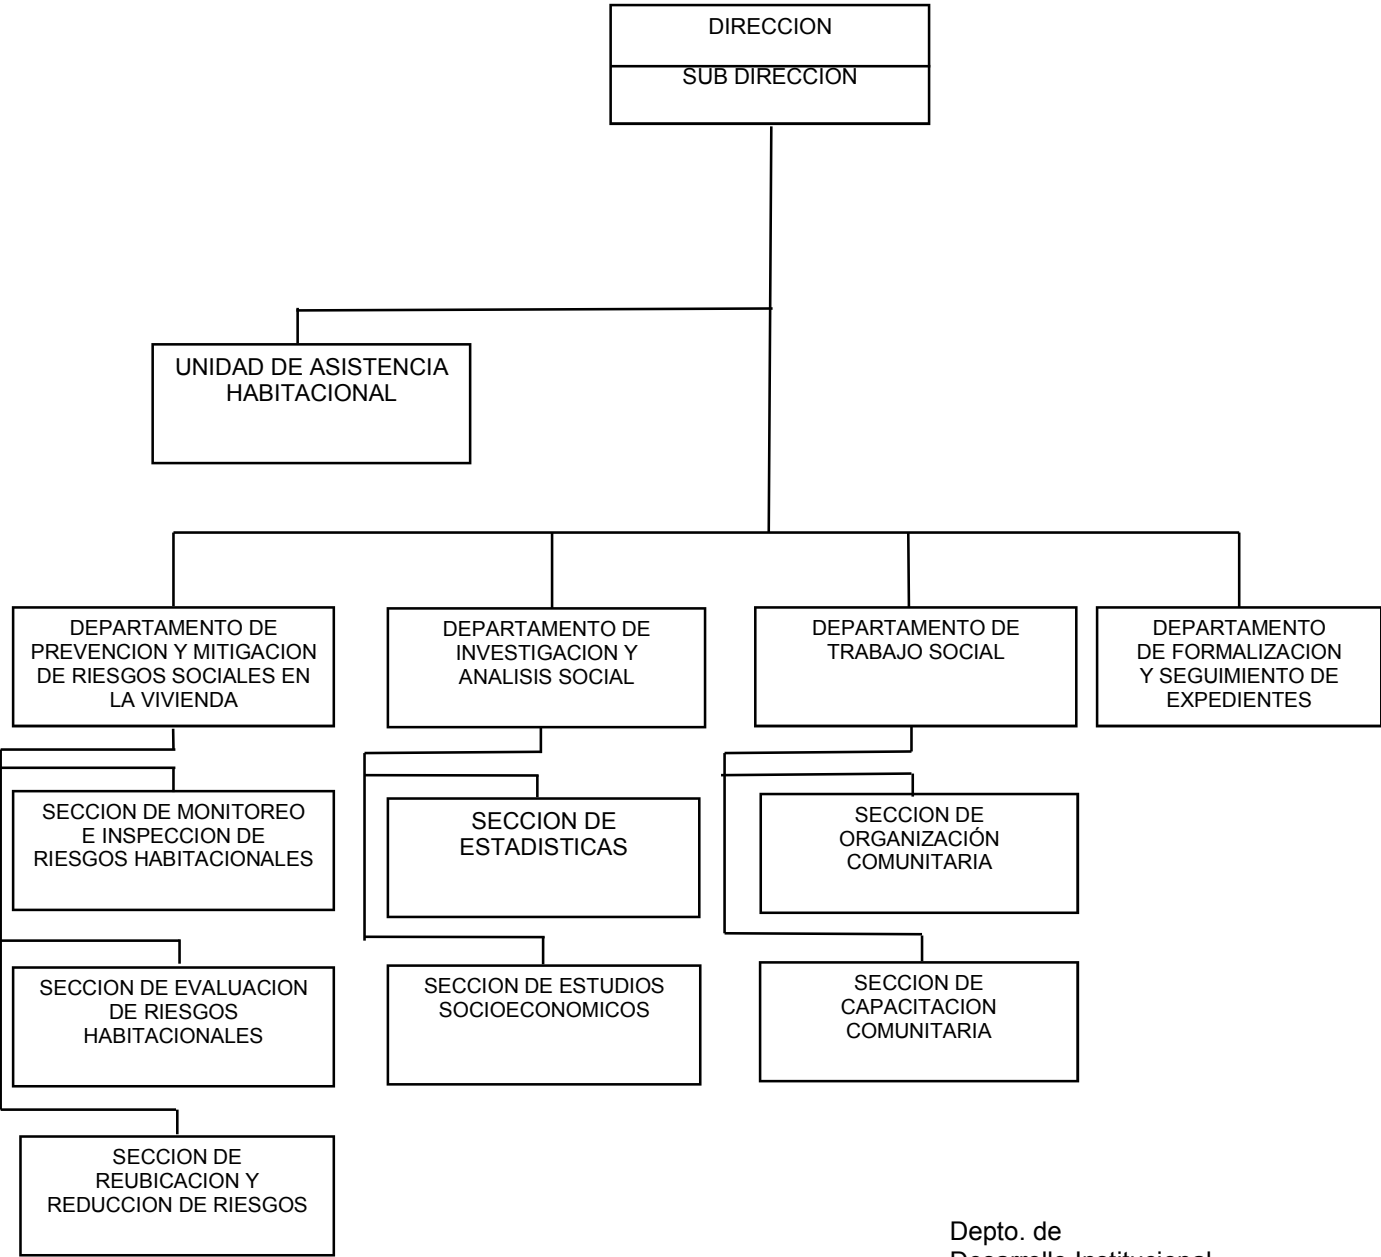 DIRECCION
SUB DIRECCION
UNIDAD DE ASISTENCIA
HABITACIONAL
DEPARTAMENTO DE
PREVENCION Y MITIGACION
DE RIESGOS SOCIALES EN
LA VIVIENDA
DEPARTAMENTO DE
INVESTIGACION Y
ANALISIS SOCIAL
DEPARTAMENTO DE
TRABAJO SOCIAL
DEPARTAMENTO
DE FORMALIZACION
Y SEGUIMIENTO DE
EXPEDIENTES
SECCION DE MONITOREO
E INSPECCION DE
RIESGOS HABITACIONALES
SECCION DE
ESTADISTICAS
SECCION DE
ORGANIZACIÓN
COMUNITARIA
SECCION DE EVALUACION
DE RIESGOS
HABITACIONALES
SECCION DE ESTUDIOS
SOCIOECONOMICOS
SECCION DE
CAPACITACION
COMUNITARIA
SECCION DE
REUBICACION Y
REDUCCION DE RIESGOS
Depto. de
Desarrollo Institucional